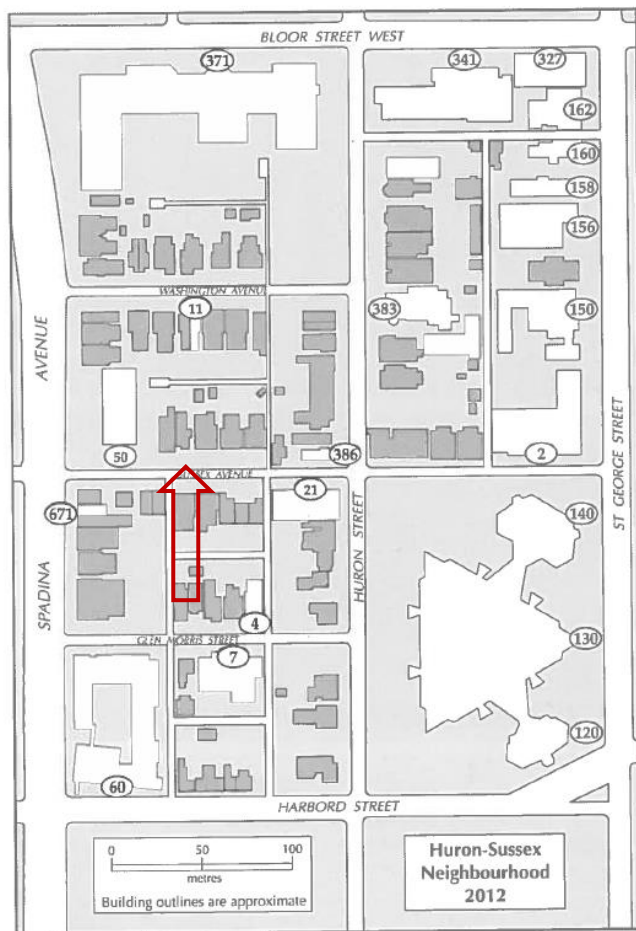 BLOOR STREET WEST
371
341
327
162
160
158
156
WASHINGTON AVENUE
11
383
150
AVENUE
50
386
2
SUSSEX AVENUE
671
21
140
HURON STREET
ST GEORGE STREET
SPADINA
4
130
GLEN MORRIS STREET
7
120
60
HARBORD STREET
0 50 100
metres
Building outlines are approximate
Huron-Sussex
Neighbourhood
2012